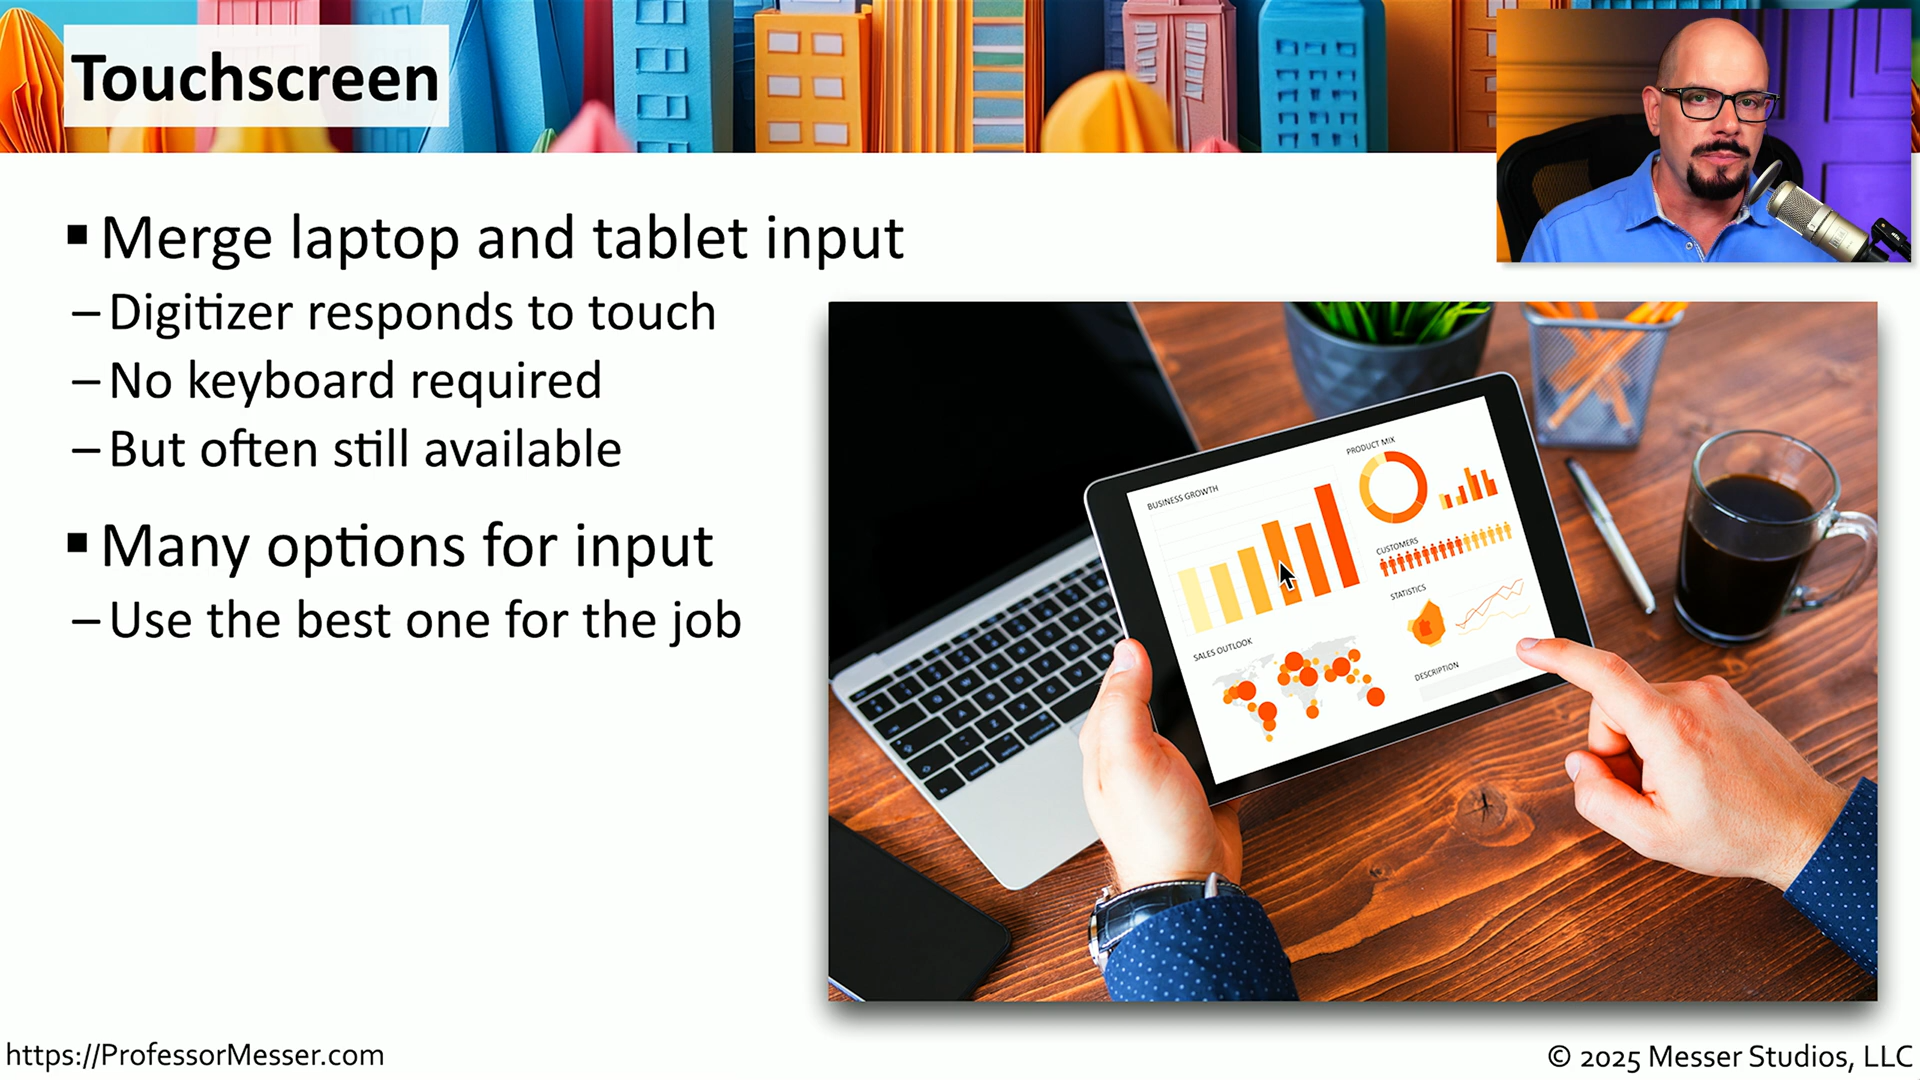 Touchscreen
▪ Merge laptop and tablet input
– Digitizer responds to touch
– No keyboard required
– But often still available
▪ Many options for input
– Use the best one for the job
BUSINESS GROWTH
PRODUCT MIX
CUSTOMERS
STATISTICS
SALES OUTLOOK
DESCRIPTION
https://ProfessorMesser.com
© 2025 Messer Studios, LLC